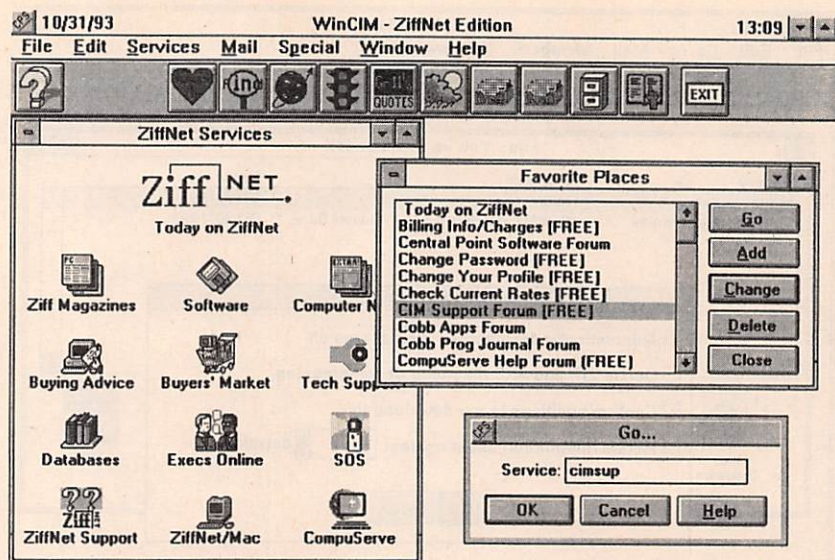 10/31/93 WinCIM - ZiffNet Edition 13:09
File Edit Services Mail Special Window Help
QUOTES
EXIT
ZiffNet Services
Ziff NET.
Today on ZiffNet
Ziff Magazines
Software
Computer N
Buying Advice
Buyers' Market
Tech Support
Databases
Execs Online
SOS
ZiffNet Support
ZiffNet/Mac
CompuServe
Favorite Places
Today on ZiffNet
Billing Info/Charges [FREE]
Central Point Software Forum
Change Password [FREE]
Change Your Profile [FREE]
Check Current Rates [FREE]
CIM Support Forum [FREE]
Cobb Apps Forum
Cobb Prog Journal Forum
CompuServe Help Forum [FREE]
Go
Add
Change
Delete
Close
Go...
Service: cimsup
OK Cancel Help